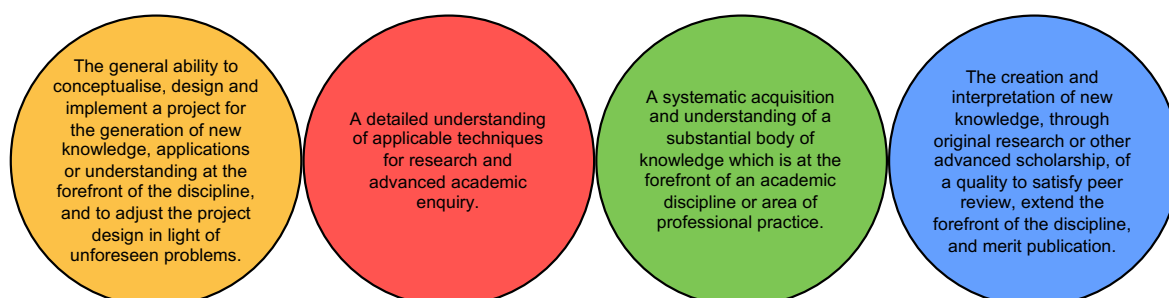 The general ability to
conceptualise, design and
implement a project for
the generation of new
knowledge, applications
or understanding at the
forefront of the discipline,
and to adjust the project
design in light of
unforeseen problems.
A detailed understanding
of applicable techniques
for research and
advanced academic
enquiry.
A systematic acquisition
and understanding of a
substantial body of
knowledge which is at the
forefront of an academic
discipline or area of
professional practice.
The creation and
interpretation of new
knowledge, through
original research or other
advanced scholarship, of
a quality to satisfy peer
review, extend the
forefront of the discipline,
and merit publication.